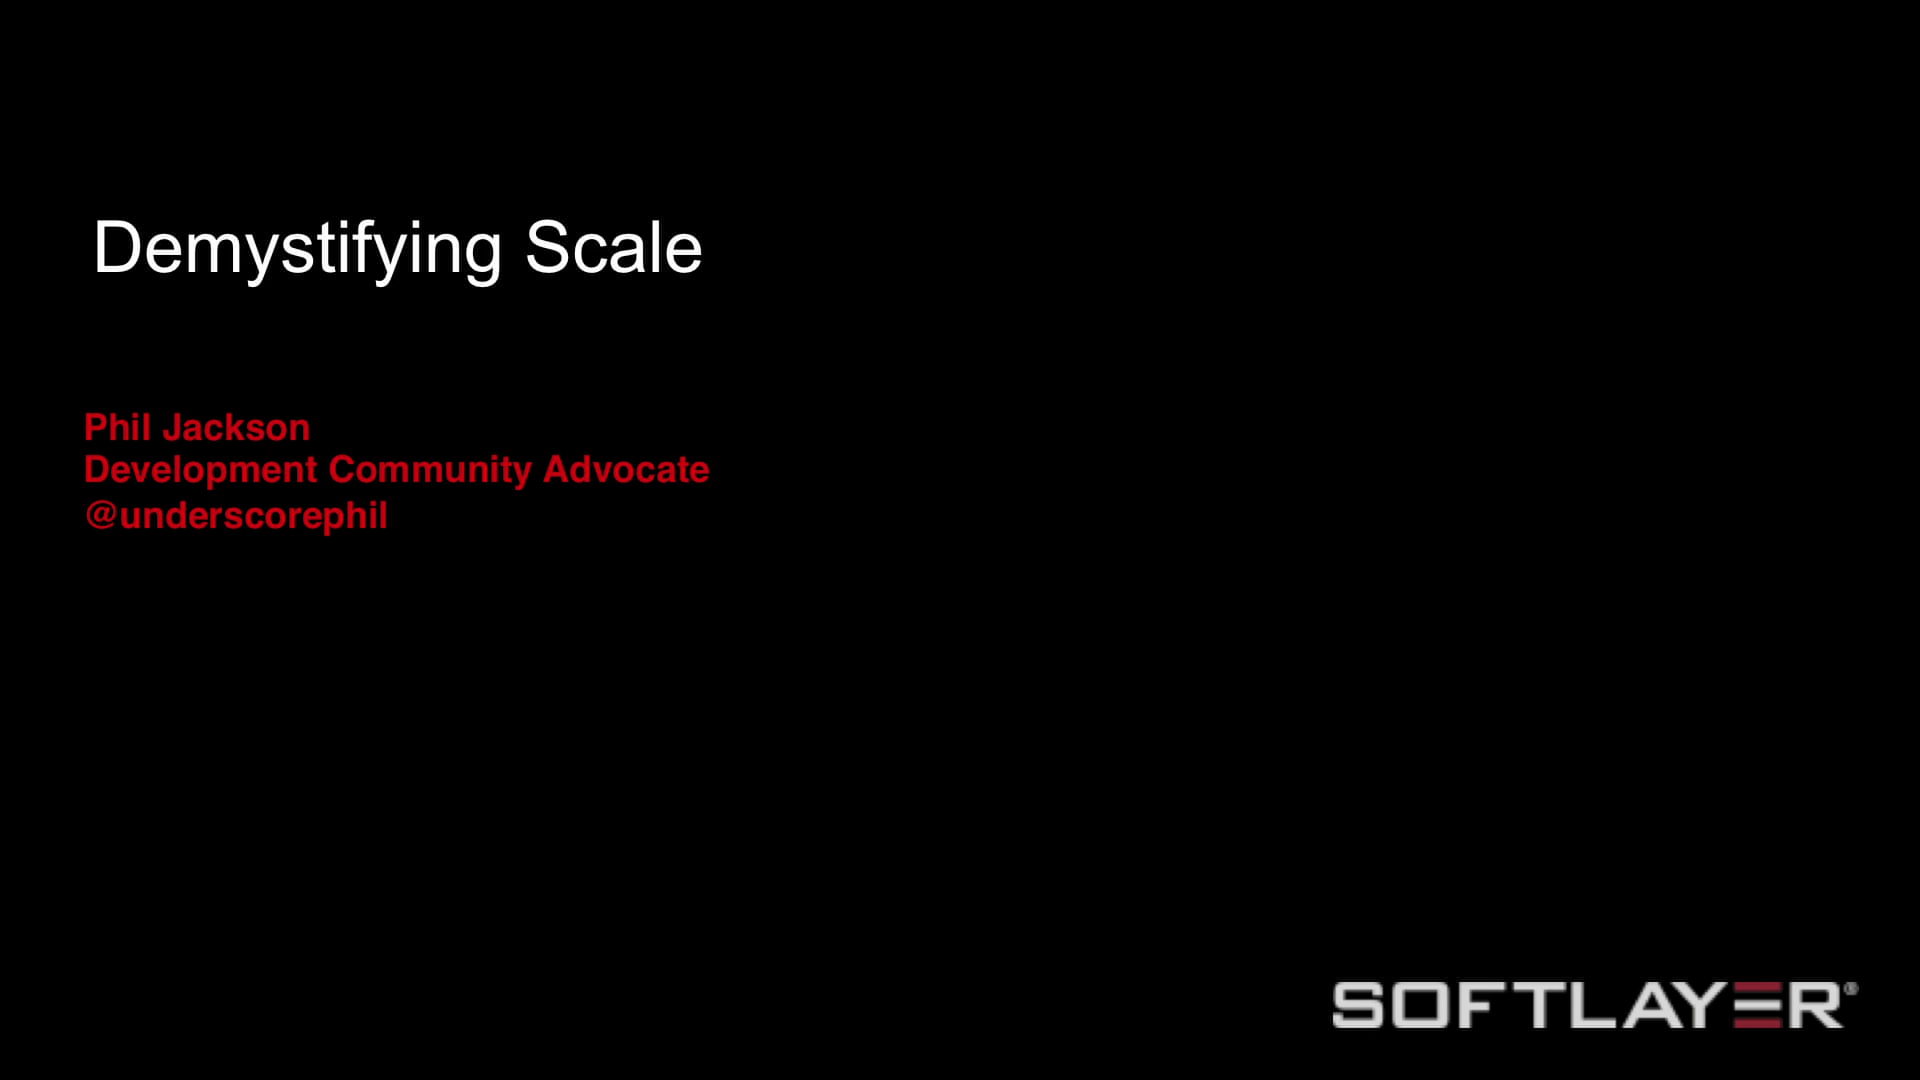 Demystifying Scale
Phil Jackson
Development Community Advocate
@underscorephil
SOFTLAYER®